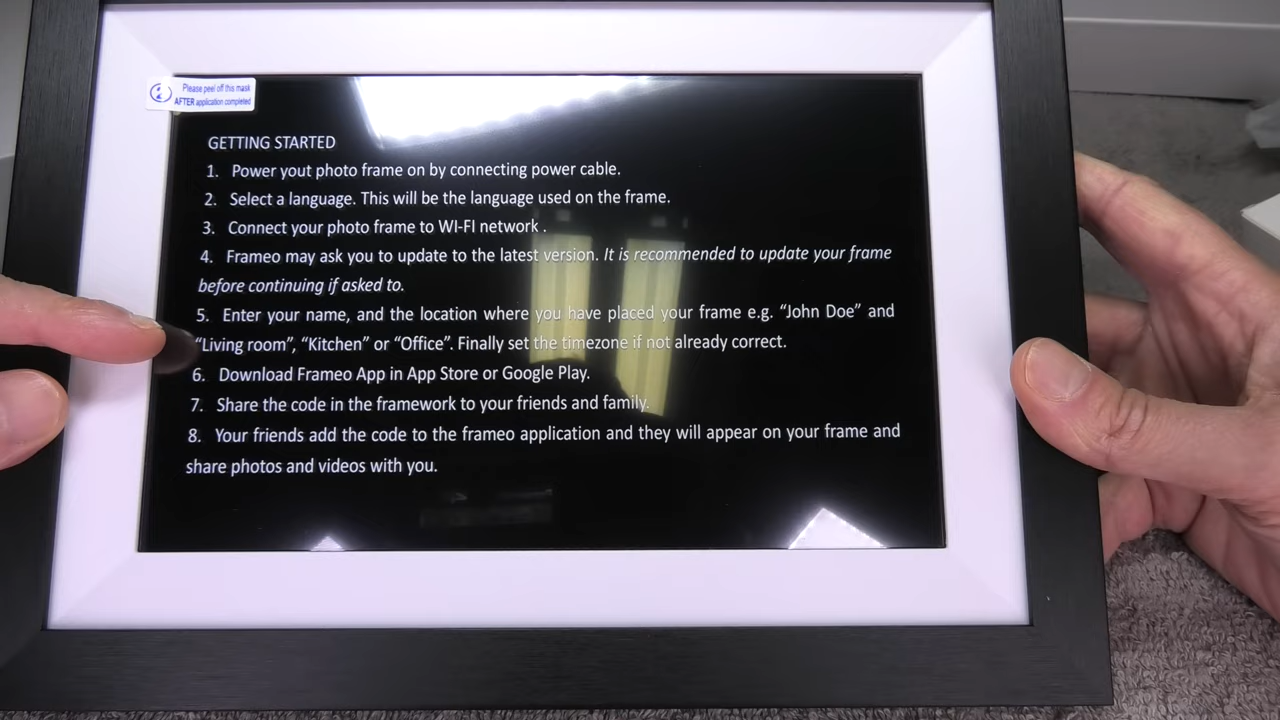 Please peel off this mask
AFTER application completed
GETTING STARTED
1. Power yout photo frame on by connecting power cable.
2. Select a language. This will be the language used on the frame.
3. Connect your photo frame to WI-FI network .
4. Frameo may ask you to update to the latest version. It is recommended to update your frame
before continuing if asked to.
5. Enter your name, and the location where you have placed your frame e.g. “John Doe” and
“Living room”, “Kitchen” or “Office”. Finally set the timezone if not already correct.
6. Download Frameo App in App Store or Google Play.
7. Share the code in the framework to your friends and family.
8. Your friends add the code to the frameo application and they will appear on your frame and
share photos and videos with you.